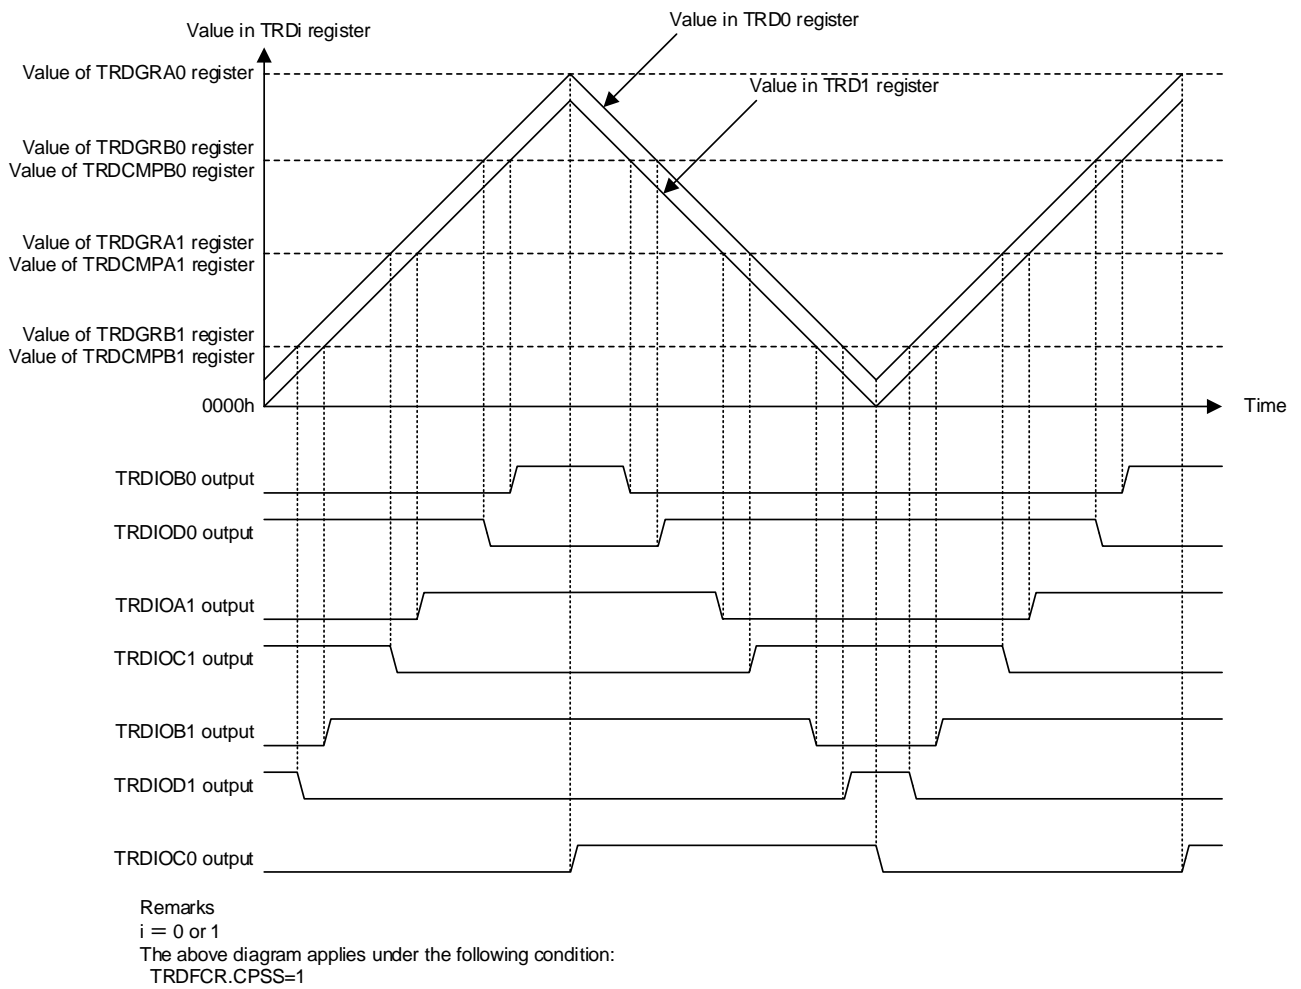 Value in TRD0 register
Value in TRDi register
Value of TRDGRA0 register
Value in TRD1 register
Value of TRDGRB0 register
Value of TRDCMPB0 register
Value of TRDGRA1 register
Value of TRDCMPA1 register
Value of TRDGRB1 register
Value of TRDCMPB1 register
0000h
Time
TRDIOB0 output
TRDIOD0 output
TRDIOA1 output
TRDIOC1 output
TRDIOB1 output
TRDIOD1 output
TRDIOC0 output
Remarks
i = 0 or 1
The above diagram applies under the following condition:
TRDFCR.CPSS=1